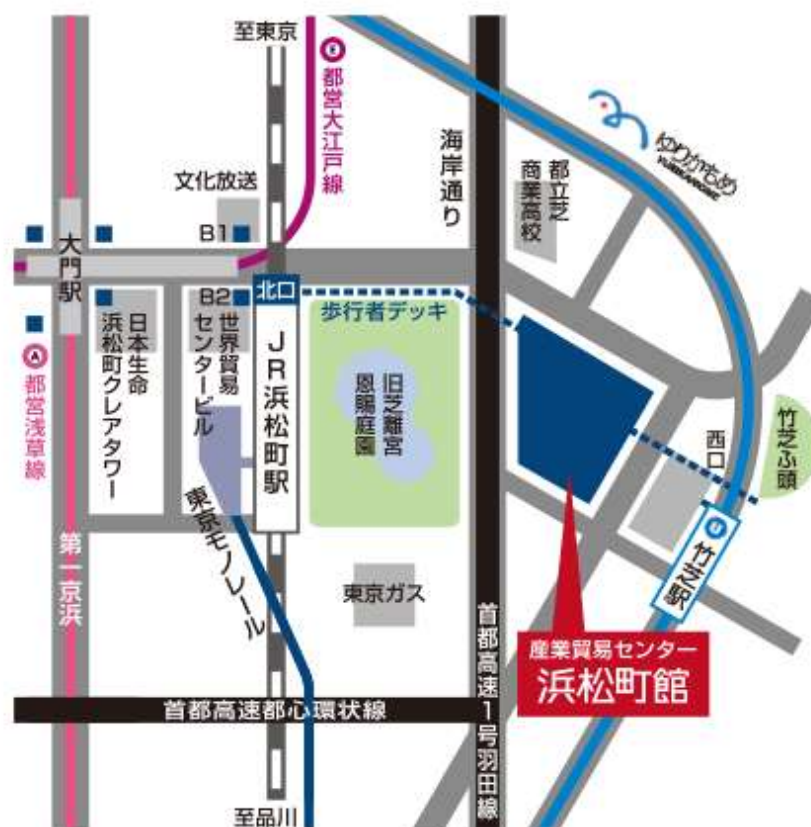 至東京
E
都営大江戸線
海岸通り
ゆりかもめ
YURIKAMOME
都立芝
商業高校
文化放送
B1
大門駅
B2
北口
歩行者デッキ
日本生命
浜松町クレアタワー
世界貿易
センタービル
JR浜松町駅
旧芝離宮
恩賜庭園
A
都営浅草線
西口
竹芝ふ頭
東京モノレール
U
竹芝駅
第一京浜
東京ガス
産業貿易センター
浜松町館
首都高速1号羽田線
首都高速都心環状線
至品川